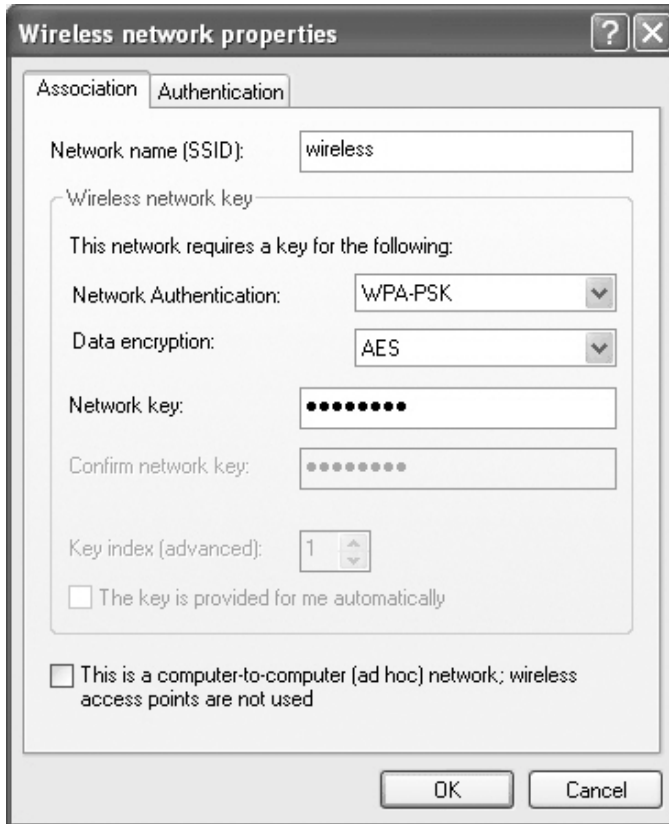 Wireless network properties
Association Authentication
Network name (SSID): wireless
Wireless network key
This network requires a key for the following:
Network Authentication: WPA-PSK
Data encryption: AES
Network key: ••••••••
Confirm network key: ••••••••
Key index (advanced): 1
The key is provided for me automatically
This is a computer-to-computer (ad hoc) network; wireless
access points are not used
OK Cancel